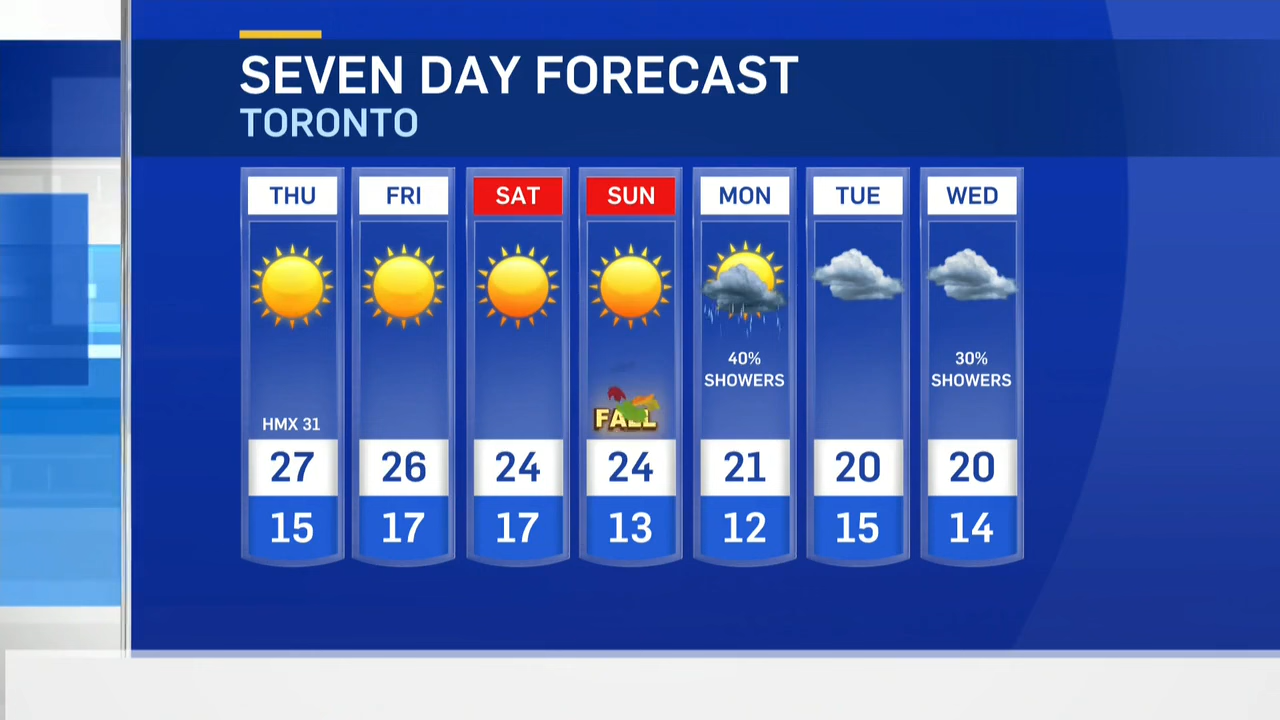 SEVEN DAY FORECAST
TORONTO
THU FRI SAT SUN MON TUE WED
40% 30%
SHOWERS SHOWERS
HMX 31 FALL
27 26 24 24 21 20 20
15 17 17 13 12 15 14